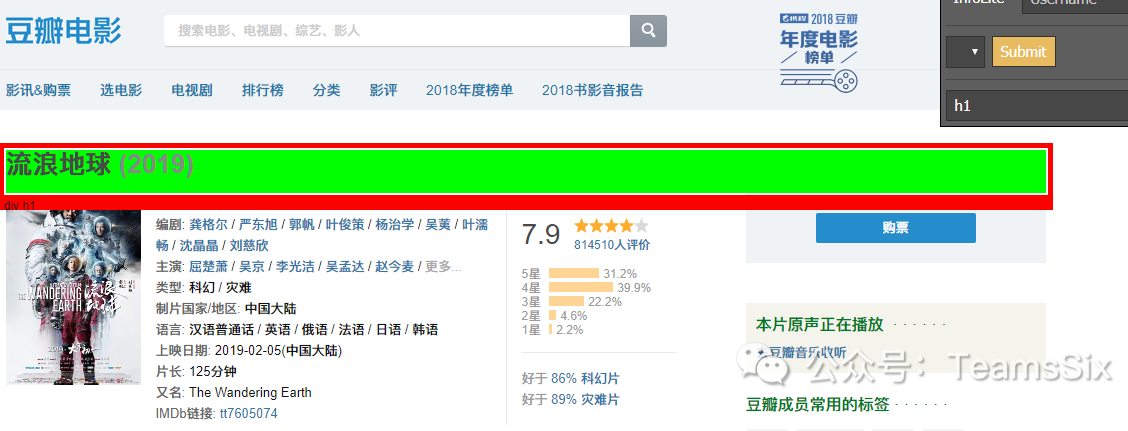 豆瓣电影
搜索电影、电视剧、综艺、影人
携程 2018 豆瓣
年度电影
榜单
Username
Submit
h1
影讯&购票 选电影 电视剧 排行榜 分类 影评 2018年度榜单 2018书影音报告
流浪地球 (2019)
div h1
THE WANDERING
EARTH
编剧: 龚格尔 / 严东旭 / 郭帆 / 叶俊策 / 杨治学 / 吴荑 / 叶濡
畅 / 沈晶晶 / 刘慈欣
主演: 屈楚萧 / 吴京 / 李光洁 / 吴孟达 / 赵今麦 / 更多...
类型: 科幻 / 灾难
制片国家/地区: 中国大陆
语言: 汉语普通话 / 英语 / 俄语 / 法语 / 日语 / 韩语
上映日期: 2019-02-05(中国大陆)
片长: 125分钟
又名: The Wandering Earth
IMDb链接: tt7605074
7.9
814510人评价
5星 31.2%
4星 39.9%
3星 22.2%
2星 4.6%
1星 2.2%
好于 86% 科幻片
好于 89% 灾难片
购票
本片原声正在播放 · · · · · ·
豆瓣音乐收听
公众号：TeamsSix
豆瓣成员常用的标签 · · · · · ·